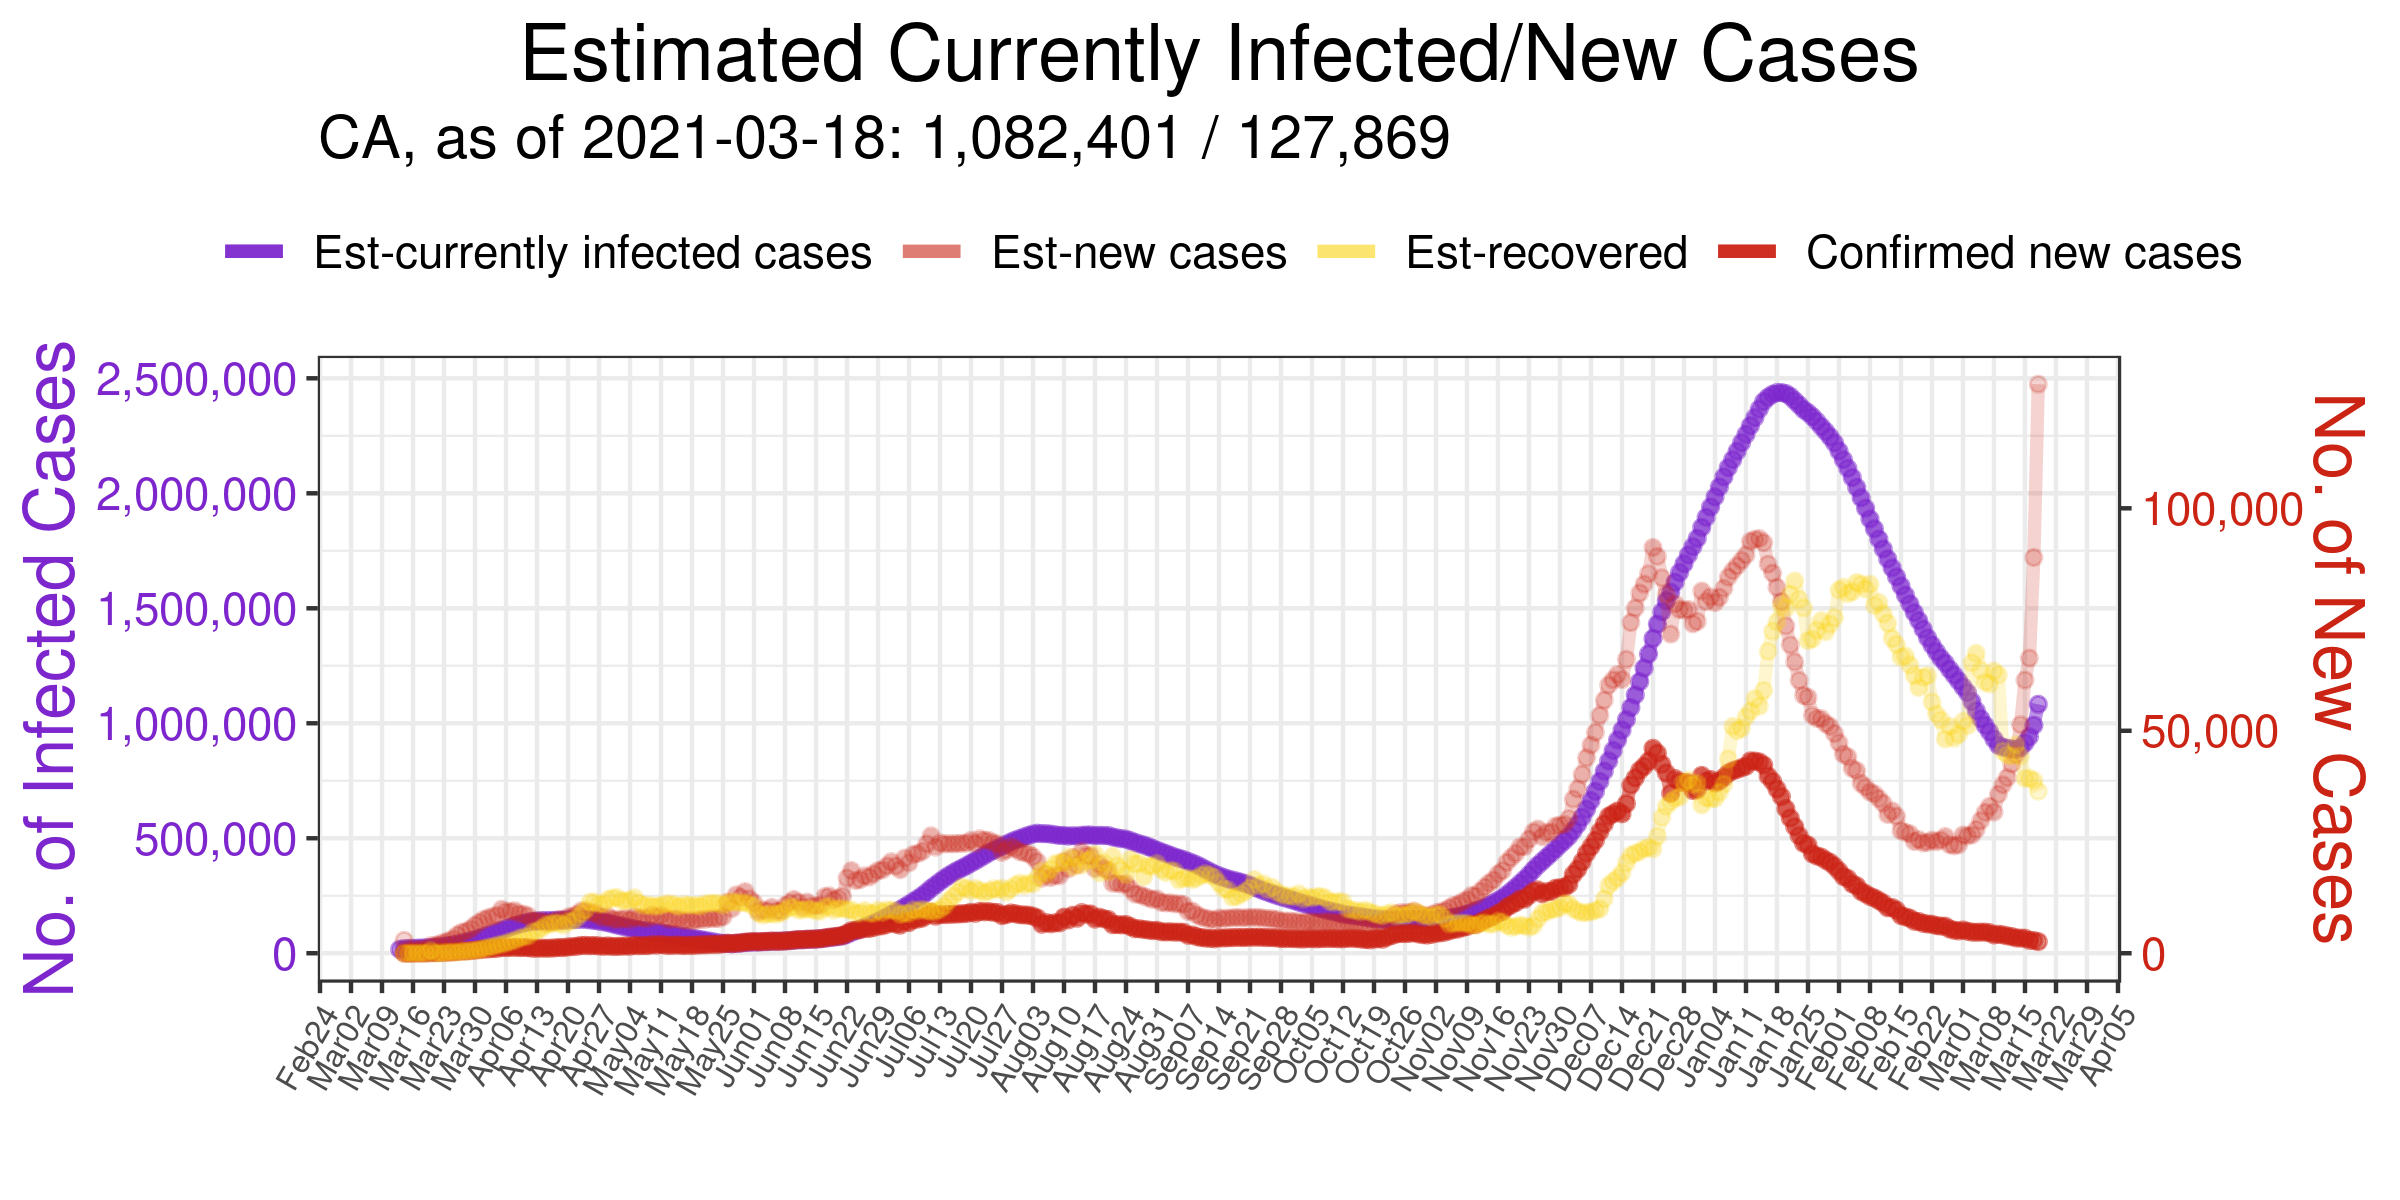 Estimated Currently Infected/New Cases
CA, as of 2021-03-18: 1,082,401 / 127,869
Est-currently infected cases Est-new cases Est-recovered Confirmed new cases
No. of Infected Cases
2,500,000
2,000,000
1,500,000
1,000,000
500,000
0
100,000
50,000
0
No. of New Cases
Feb24 Mar02 Mar09 Mar16 Mar23 Mar30 Apr06 Apr13 Apr20 Apr27 May04 May11 May18 May25 Jun01 Jun08 Jun15 Jun22 Jun29 Jul06 Jul13 Jul20 Jul27 Aug03 Aug10 Aug17 Aug24 Aug31 Sep07 Sep14 Sep21 Sep28 Oct05 Oct12 Oct19 Oct26 Nov02 Nov09 Nov16 Nov23 Nov30 Dec07 Dec14 Dec21 Dec28 Jan04 Jan11 Jan18 Jan25 Feb01 Feb08 Feb15 Feb22 Mar01 Mar08 Mar15 Mar22 Mar29 Apr05